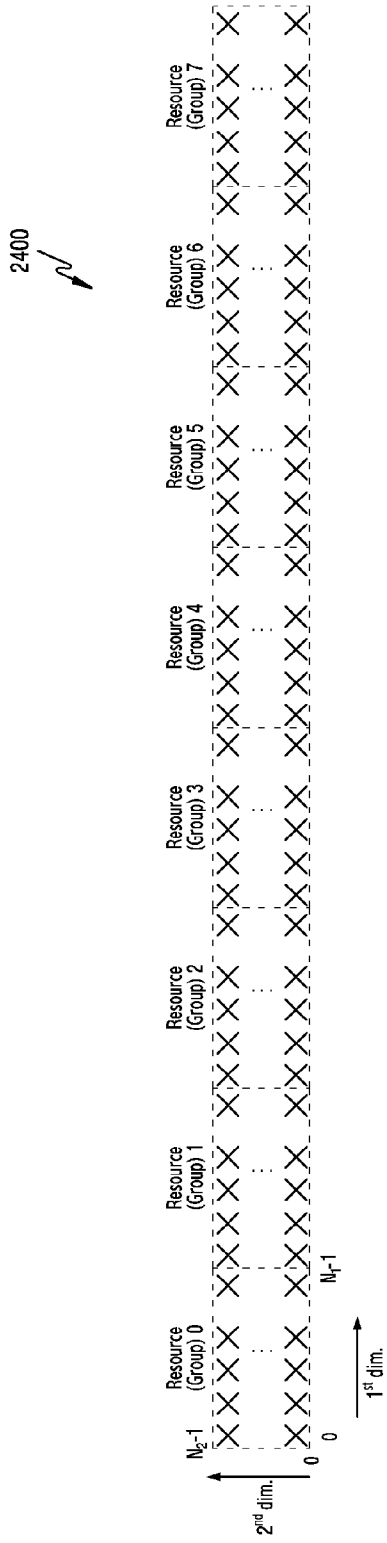 2400
Resource
(Group) 0
Resource
(Group) 1
Resource
(Group) 2
Resource
(Group) 3
Resource
(Group) 4
Resource
(Group) 5
Resource
(Group) 6
Resource
(Group) 7
N₂-1
... ... ... ... ... ... ... ...
2nd dim.
0
0
N₁-1
1st dim.